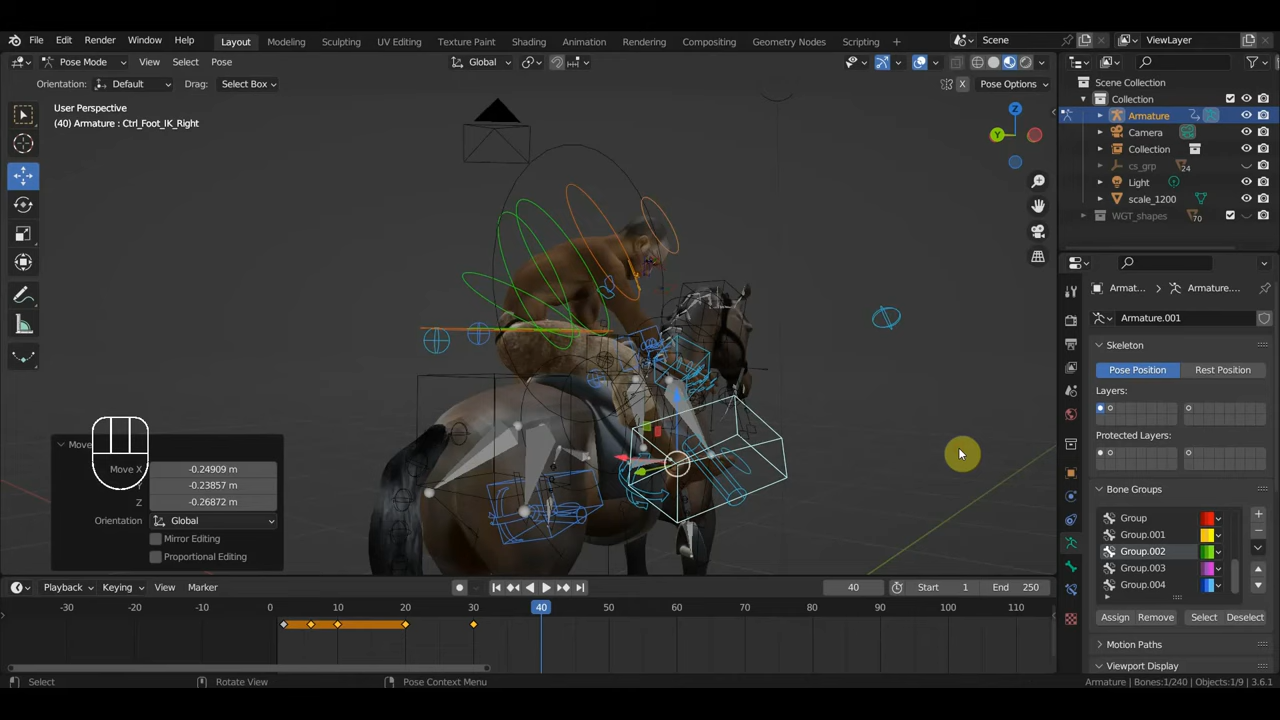 File Edit Render Window Help Layout Modeling Sculpting UV Editing Texture Paint Shading Animation Rendering Compositing Geometry Nodes Scripting + Scene ViewLayer
Pose Mode View Select Pose Global
Orientation: Default Drag: Select Box X Pose Options
User Perspective
(40) Armature : Ctrl_Foot_IK_Right
Z
Y
Scene Collection
Collection
Armature
Camera
Collection
cs_grp 24
Light
scale_1200
WGT_shapes 70
Armat... Armature....
Armature.001
Skeleton
Pose Position Rest Position
Layers:
Protected Layers:
Bone Groups
Group
Group.001
Group.002
Group.003
Group.004
Assign Remove Select Deselect
Motion Paths
Viewport Display
Move
Move X -0.24909 m
-0.23857 m
Z -0.26872 m
Orientation Global
Mirror Editing
Proportional Editing
Playback Keying View Marker 40 Start 1 End 250
-30 -20 -10 0 10 20 30 40 50 60 70 80 90 100 110
Select Rotate View Pose Context Menu Armature | Bones:1/240 | Objects:1/9 | 3.6.1